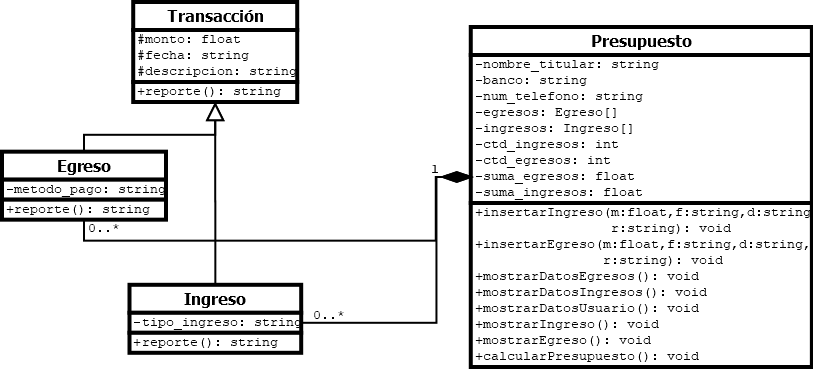 Transacción
#monto: float
#fecha: string
#descripcion: string
+reporte(): string
Egreso
-metodo_pago: string
+reporte(): string
0..*
Ingreso
-tipo_ingreso: string
+reporte(): string
0..*
1
Presupuesto
-nombre_titular: string
-banco: string
-num_telefono: string
-egresos: Egreso[]
-ingresos: Ingreso[]
-ctd_ingresos: int
-ctd_egresos: int
-suma_egresos: float
-suma_ingresos: float
+insertarIngreso(m:float,f:string,d:string
r:string): void
+insertarEgreso(m:float,f:string,d:string,
r:string): void
+mostrarDatosEgresos(): void
+mostrarDatosIngresos(): void
+mostrarDatosUsuario(): void
+mostrarIngreso(): void
+mostrarEgreso(): void
+calcularPresupuesto(): void